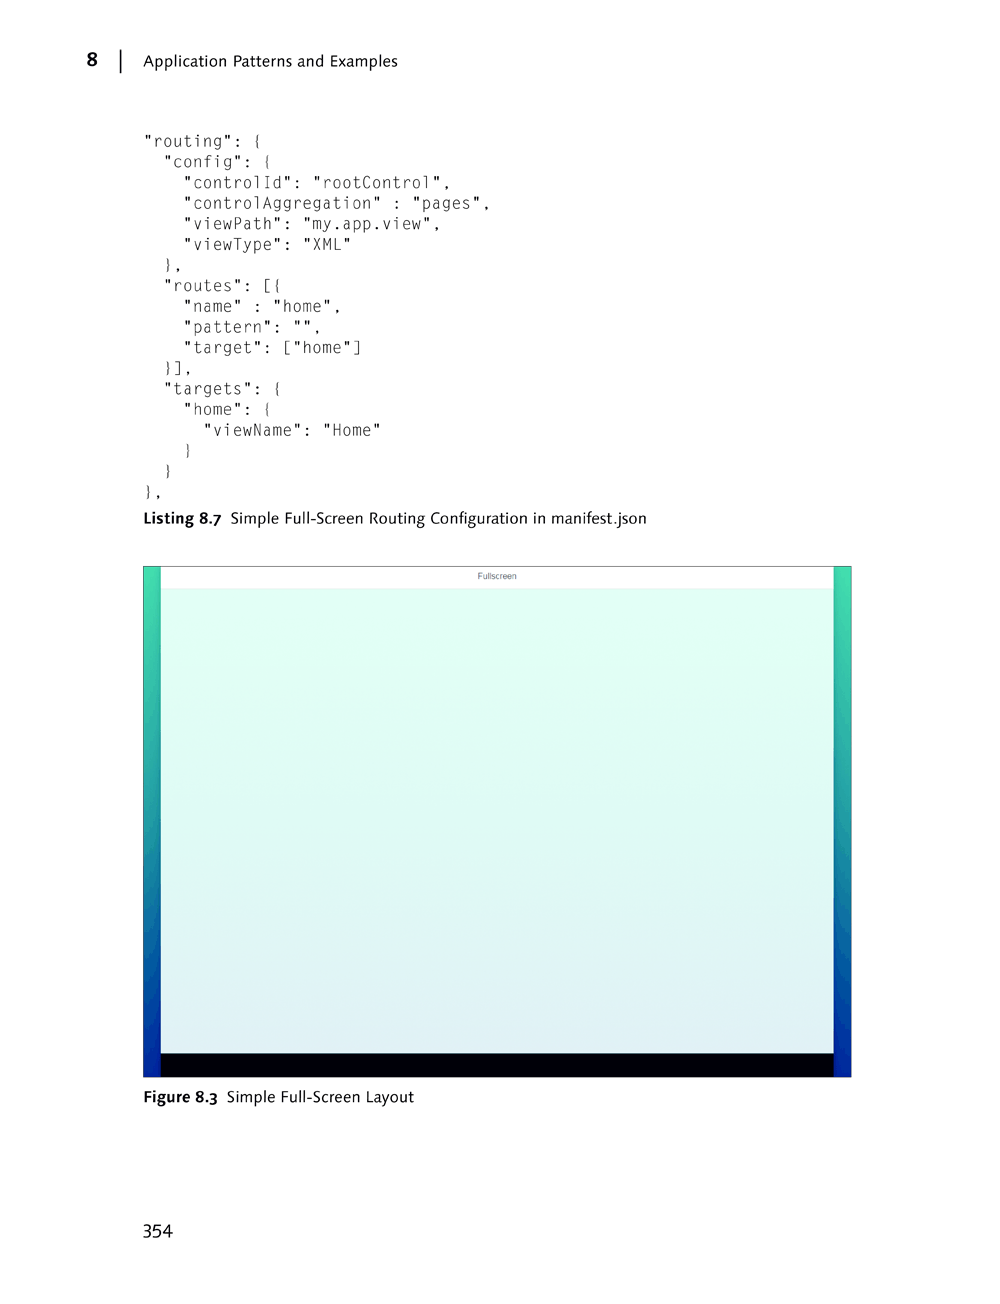 8 Application Patterns and Examples
"routing": {
"config": {
"controlId": "rootControl",
"controlAggregation" : "pages",
"viewPath": "my.app.view",
"viewType": "XML"
},
"routes": [{
"name" : "home",
"pattern": "",
"target": ["home"]
}],
"targets": {
"home": {
"viewName": "Home"
}
}
},
Listing 8.7 Simple Full-Screen Routing Configuration in manifest.json
Fullscreen
Figure 8.3 Simple Full-Screen Layout
354